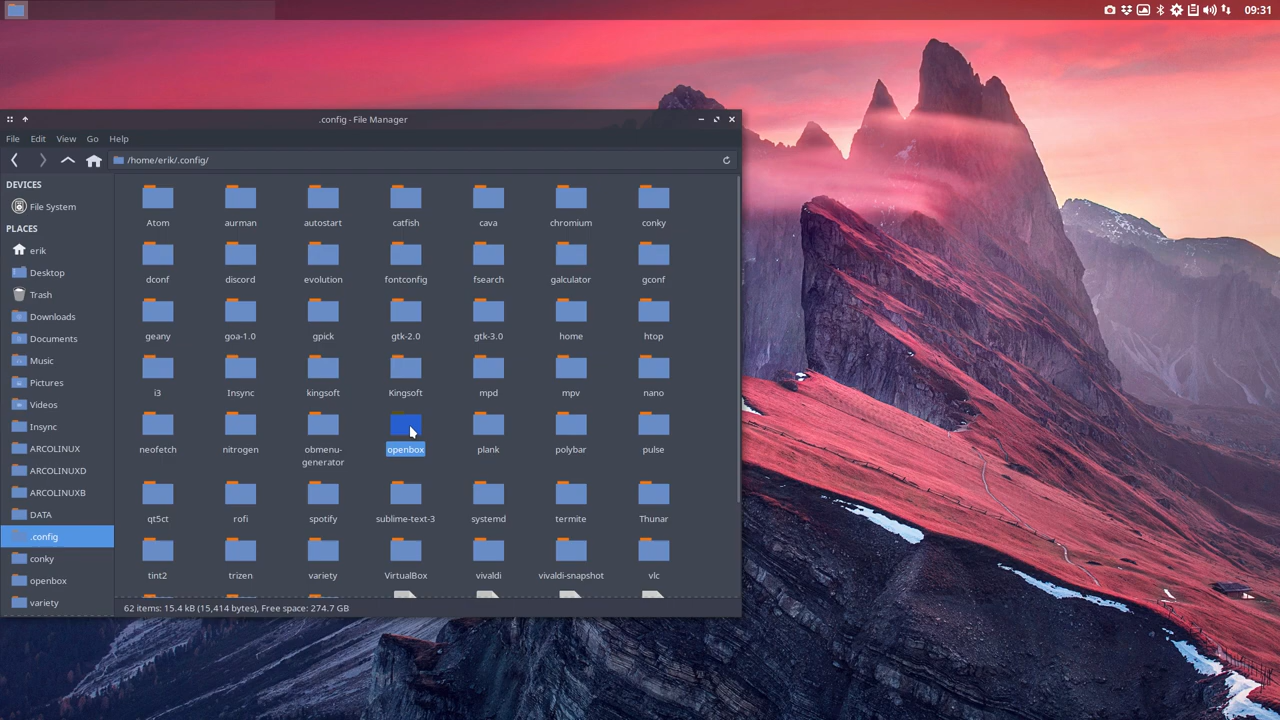 09:31
.config - File Manager
File Edit View Go Help
/home/erik/.config/
DEVICES
File System
PLACES
erik
Desktop
Trash
Downloads
Documents
Music
Pictures
Videos
Insync
ARCOLINUX
ARCOLINUXD
ARCOLINUXB
DATA
.config
conky
openbox
variety
Atom aurman autostart catfish cava chromium conky
dconf discord evolution fontconfig fsearch galculator gconf
geany goa-1.0 gpick gtk-2.0 gtk-3.0 home htop
i3 Insync kingsoft Kingsoft mpd mpv nano
neofetch nitrogen obmenu- openbox plank polybar pulse
generator
qt5ct rofi spotify sublime-text-3 systemd termite Thunar
tint2 trizen variety VirtualBox vivaldi vivaldi-snapshot vlc
62 items: 15.4 kB (15,414 bytes), Free space: 274.7 GB